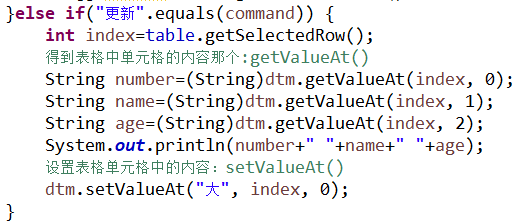 }else if("更新".equals(command)) {
int index=table.getSelectedRow();
得到表格中单元格的内容那个:getValueAt()
String number=(String)dtm.getValueAt(index, 0);
String name=(String)dtm.getValueAt(index, 1);
String age=(String)dtm.getValueAt(index, 2);
System.out.println(number+" "+name+" "+age);
设置表格单元格中的内容：setValueAt()
dtm.setValueAt("大", index, 0);
}